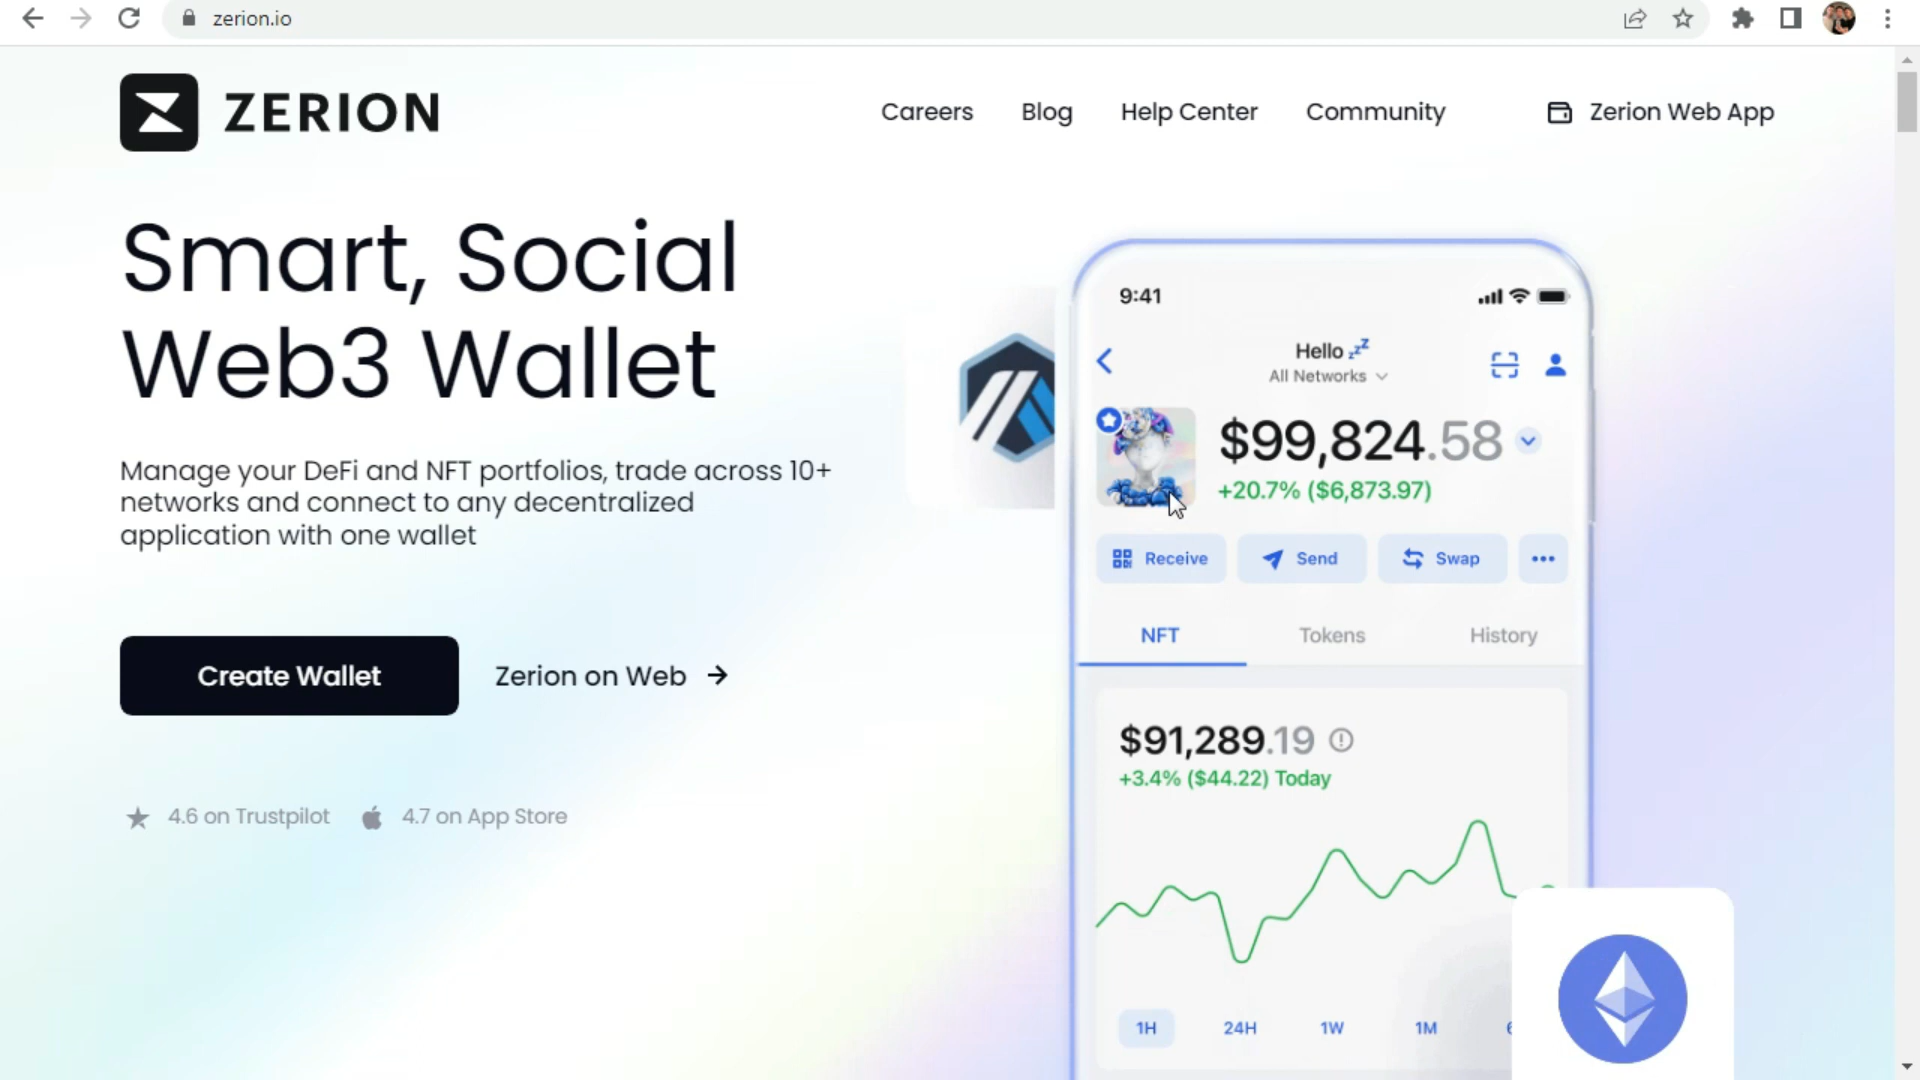 zerion.io
ZERION
Careers
Blog
Help Center
Community
Zerion Web App
Smart, Social
Web3 Wallet
Manage your DeFi and NFT portfolios, trade across 10+
networks and connect to any decentralized
application with one wallet
Create Wallet
Zerion on Web →
4.6 on Trustpilot
4.7 on App Store
9:41
Hello zzZ
All Networks
$99,824.58
+20.7% ($6,873.97)
Receive
Send
Swap
NFT
Tokens
History
$91,289.19
+3.4% ($44.22) Today
1H
24H
1W
1M